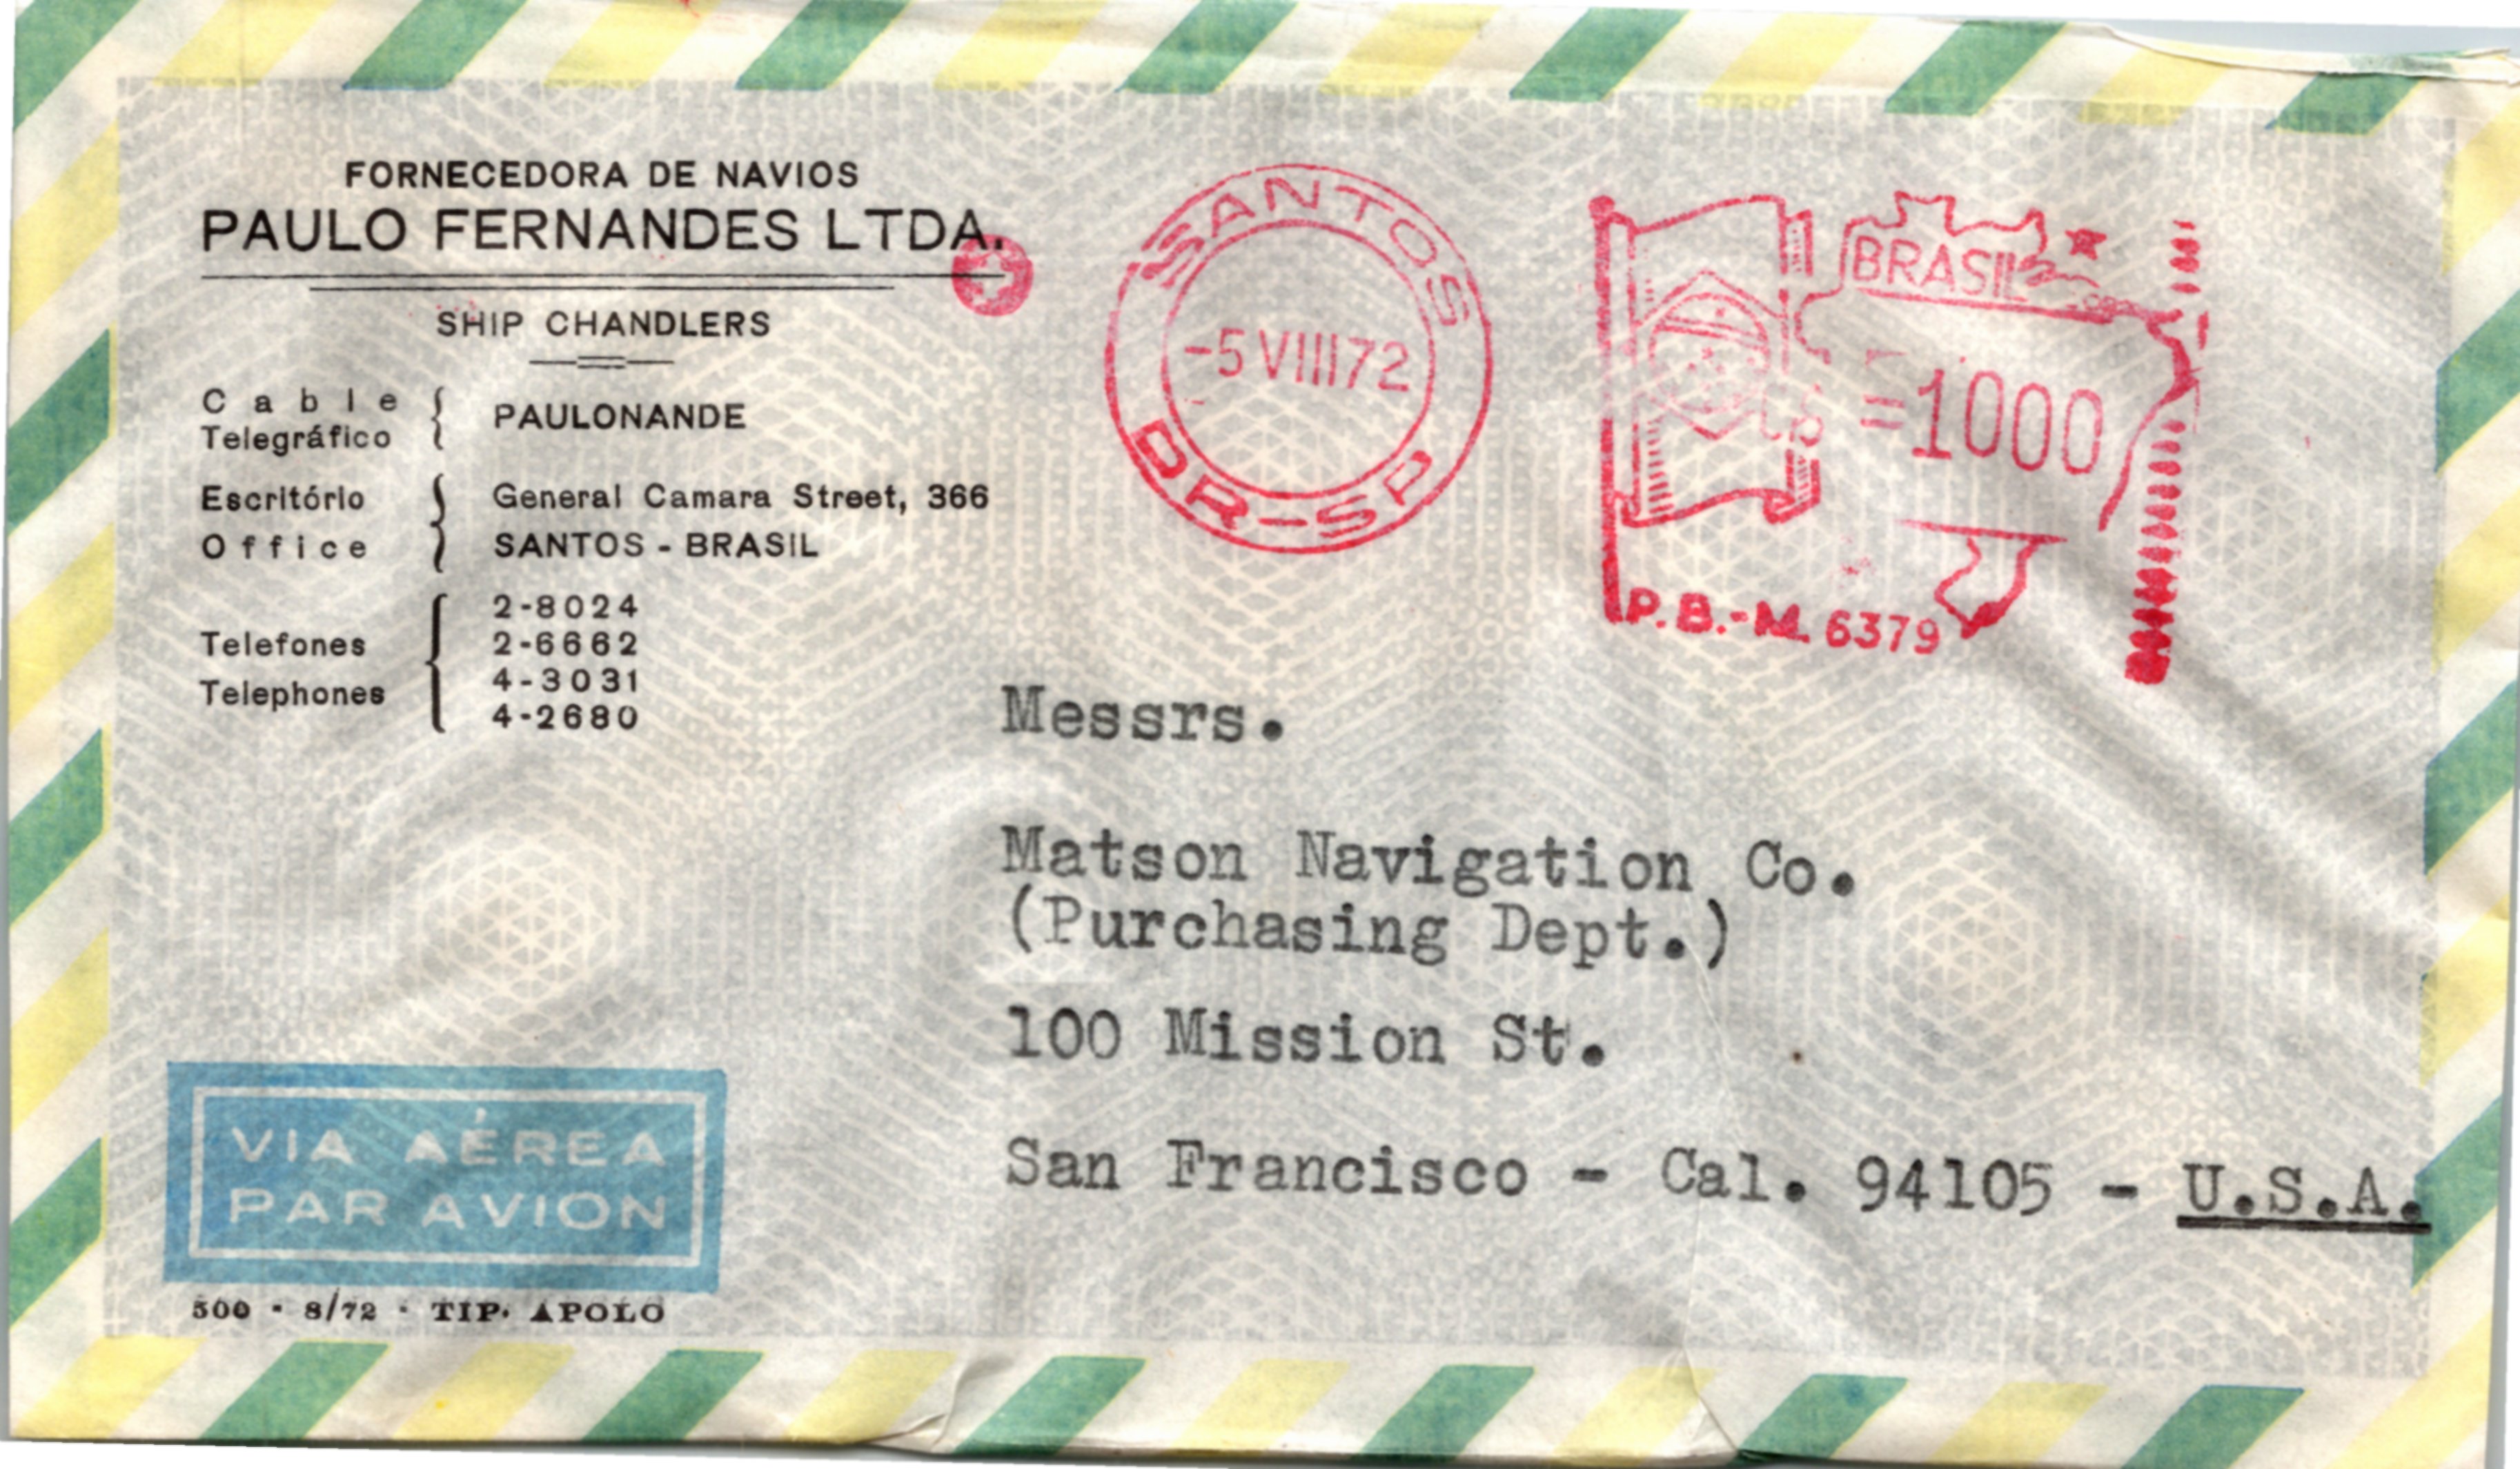 FORNECEDORA DE NAVIOS
PAULO FERNANDES LTDA.
SHIP CHANDLERS
Cable
Telegráfico
PAULONANDE
Escritório
Office
General Camara Street, 366
SANTOS - BRASIL
Telefones
Telephones
2-8024
2-6662
4-3031
4-2680
SANTOS
-5 VIII 72
DR-SP
BRASIL
=1000
P.B.-M. 6379
Messrs.
Matson Navigation Co.
(Purchasing Dept.)
100 Mission St.
San Francisco - Cal. 94105 - U.S.A.
VIA AÉREA
PAR AVION
500 - 8/72 - TIP. APOLO